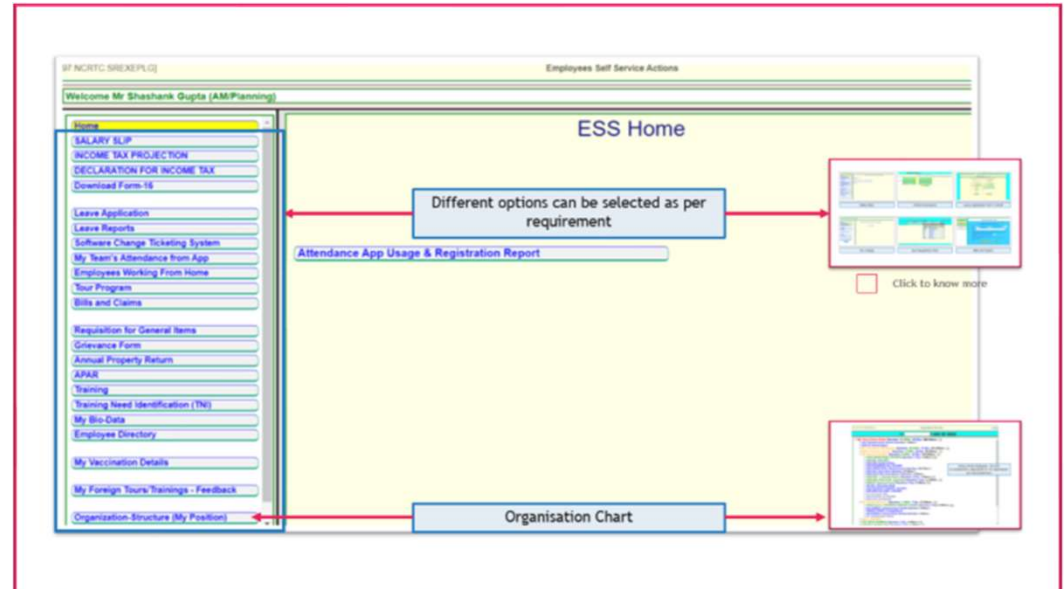 97 NCRTC SREXEPLG]
Employees Self Service Actions
Welcome Mr Shashank Gupta (AM/Planning)
Home
SALARY SLIP
INCOME TAX PROJECTION
DECLARATION FOR INCOME TAX
Download Form-16
Leave Application
Leave Reports
Software Change Ticketing System
My Team's Attendance from App
Employees Working From Home
Tour Program
Bills and Claims
Requisition for General Items
Grievance Form
Annual Property Return
APAR
Training
Training Need Identification (TNI)
My Bio-Data
Employee Directory
My Vaccination Details
My Foreign Tours/Trainings - Feedback
Organization-Structure (My Position)
ESS Home
Different options can be selected as per
requirement
Attendance App Usage & Registration Report
Click to know more
Organisation Chart